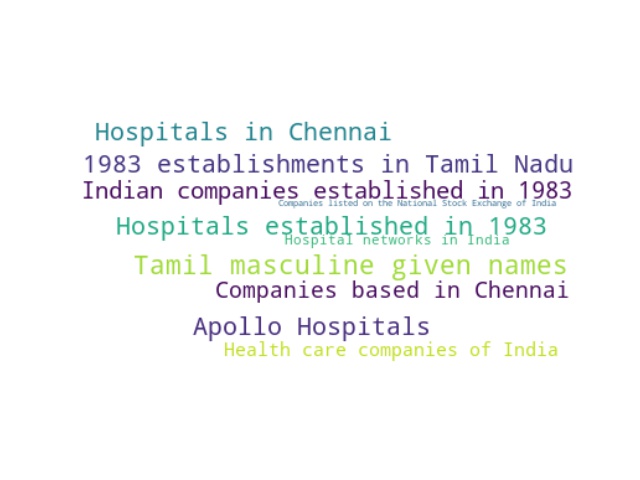 Hospitals in Chennai
1983 establishments in Tamil Nadu
Indian companies established in 1983
Companies listed on the National Stock Exchange of India
Hospitals established in 1983
Hospital networks in India
Tamil masculine given names
Companies based in Chennai
Apollo Hospitals
Health care companies of India